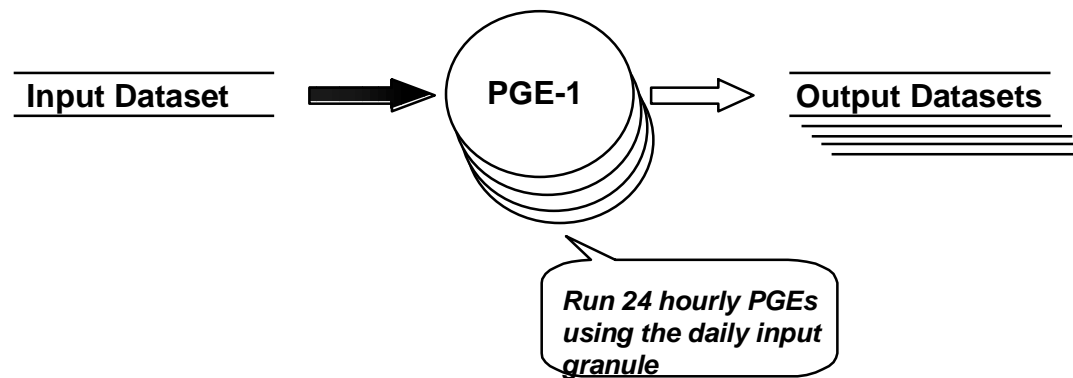 Input Dataset
PGE-1
Output Datasets
Run 24 hourly PGEs
using the daily input
granule